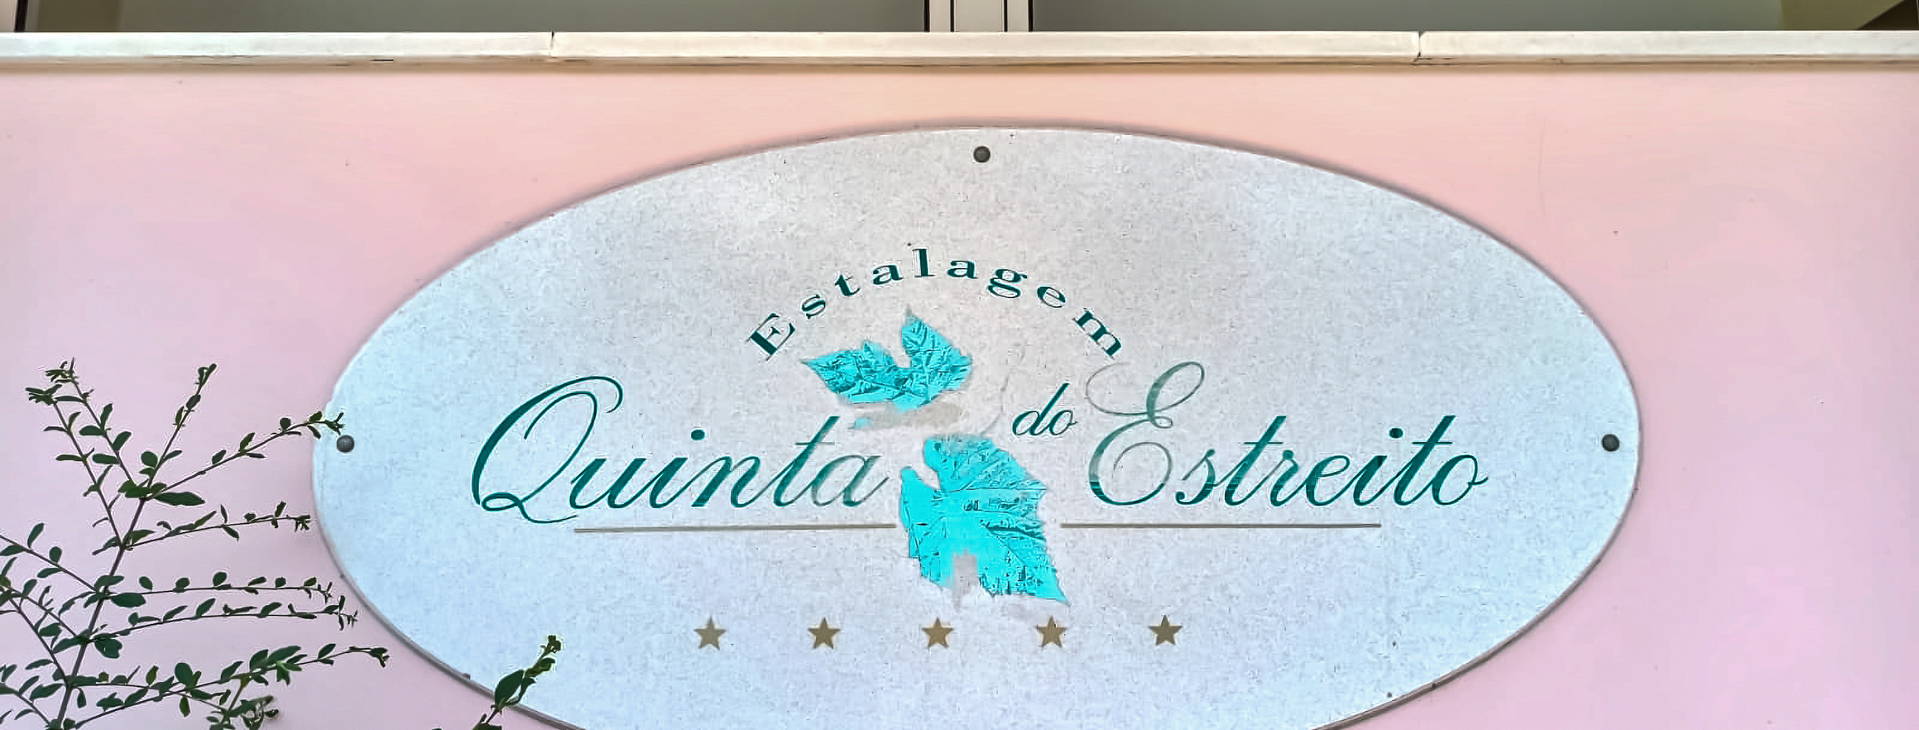 Estalagem
Quinta do Estreito